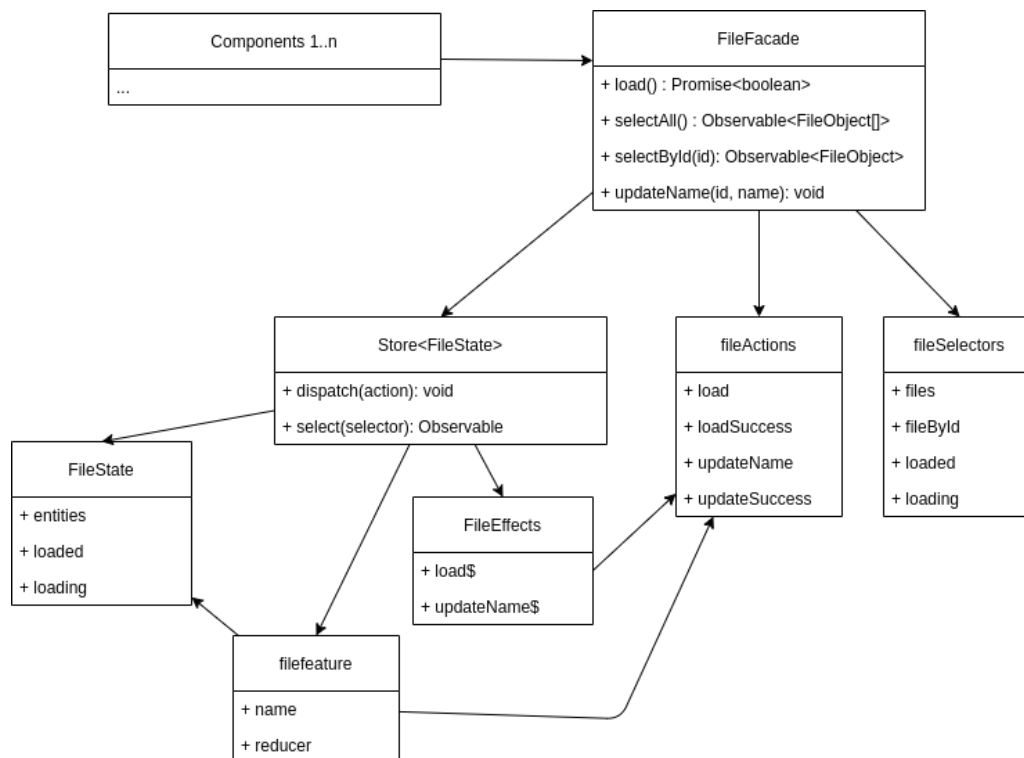 Components 1..n
...
FileFacade
+ load() : Promise<boolean>
+ selectAll() : Observable<FileObject[]>
+ selectById(id): Observable<FileObject>
+ updateName(id, name): void
Store<FileState>
+ dispatch(action): void
+ select(selector): Observable
fileActions
+ load
+ loadSuccess
+ updateName
+ updateSuccess
fileSelectors
+ files
+ fileById
+ loaded
+ loading
FileState
+ entities
+ loaded
+ loading
FileEffects
+ load$
+ updateName$
filefeature
+ name
+ reducer